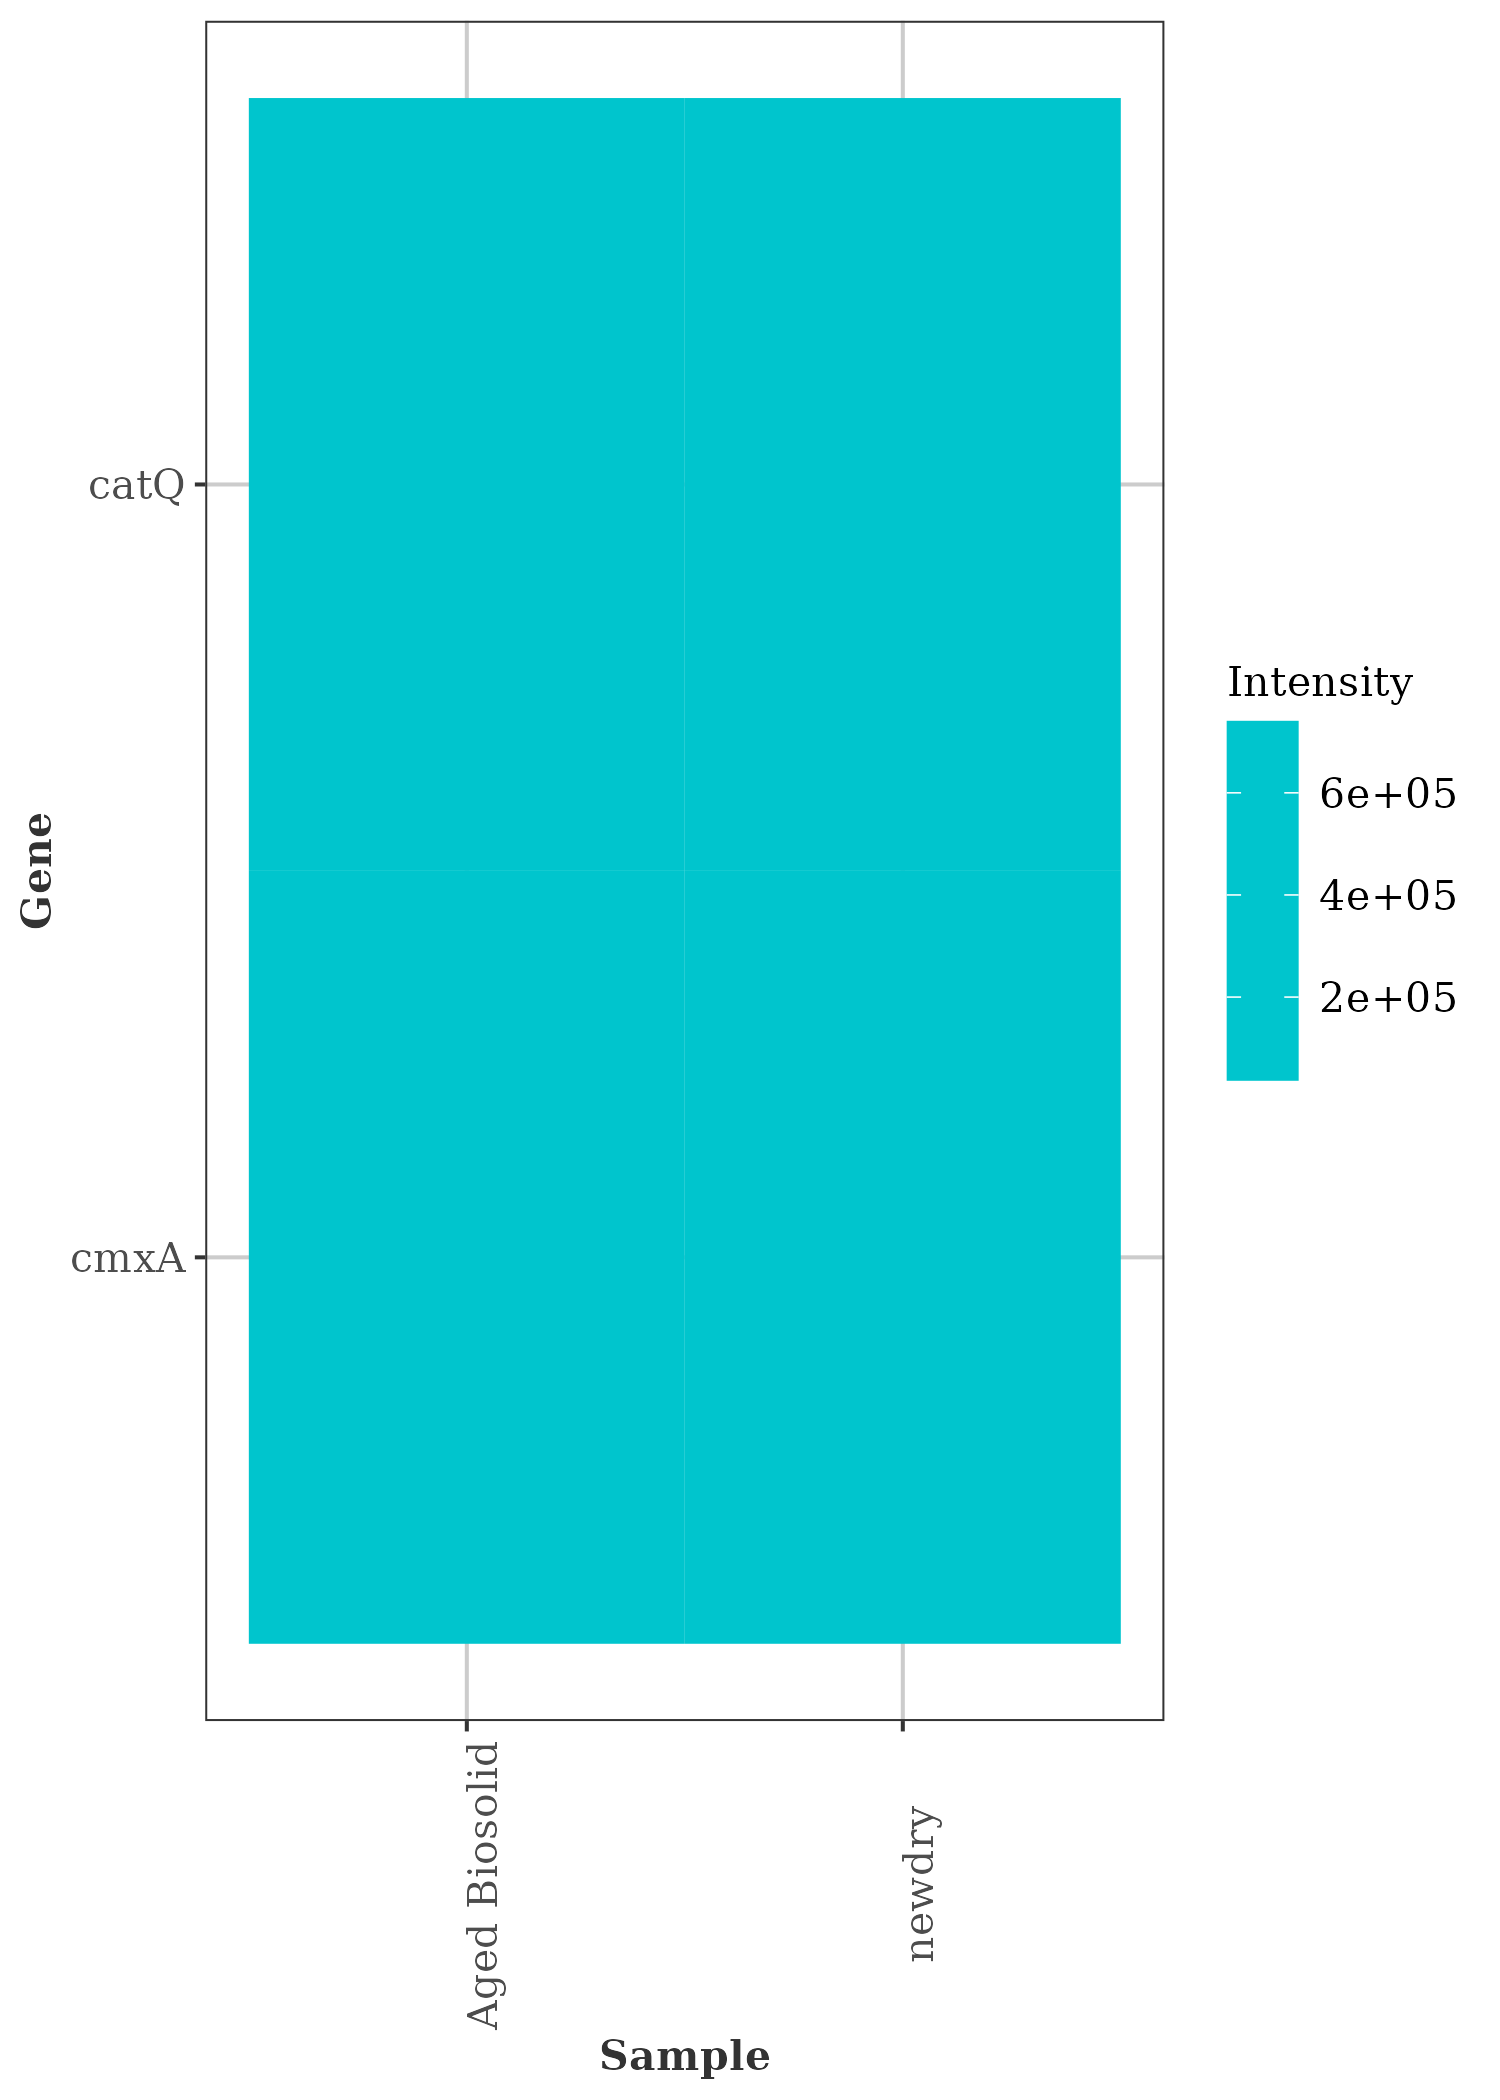 catQ
cmxA
Gene
Intensity
6e+05
4e+05
2e+05
Aged Biosolid
newdry
Sample